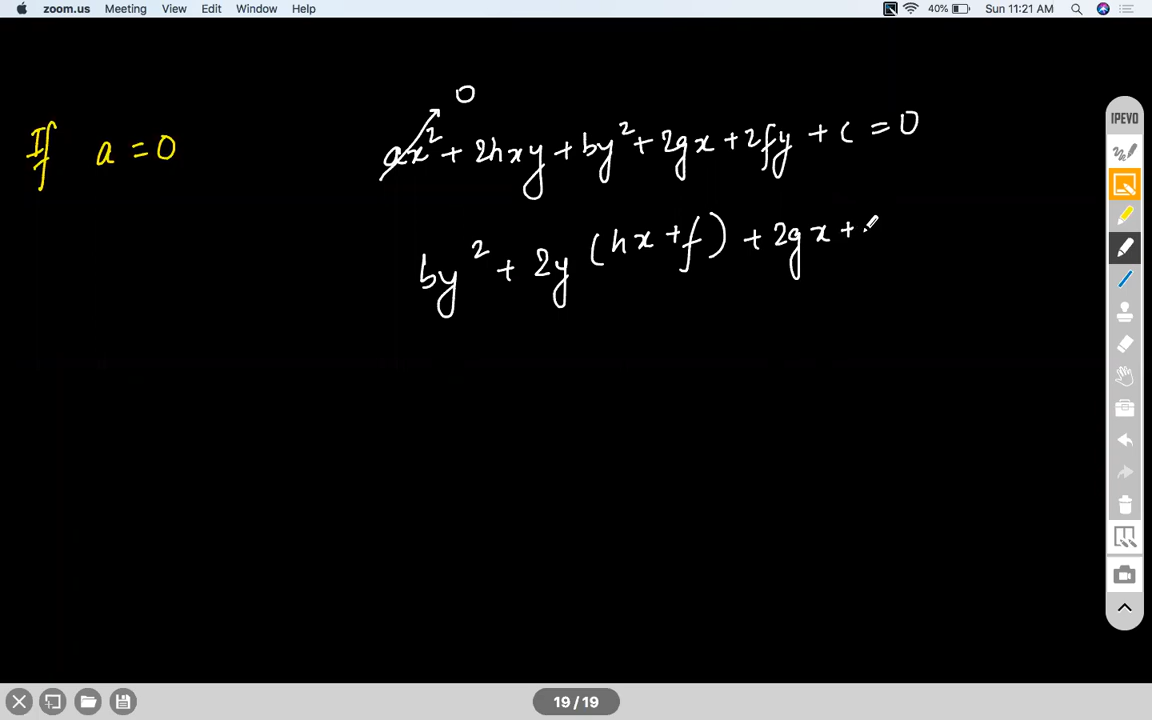 zoom.us Meeting View Edit Window Help 40% Sun 11:21 AM
0
If a = 0
ax² + 2hxy + by² + 2gx + 2fy + c = 0
by² + 2y (hx + f) + 2gx +
IPEVO
19 / 19